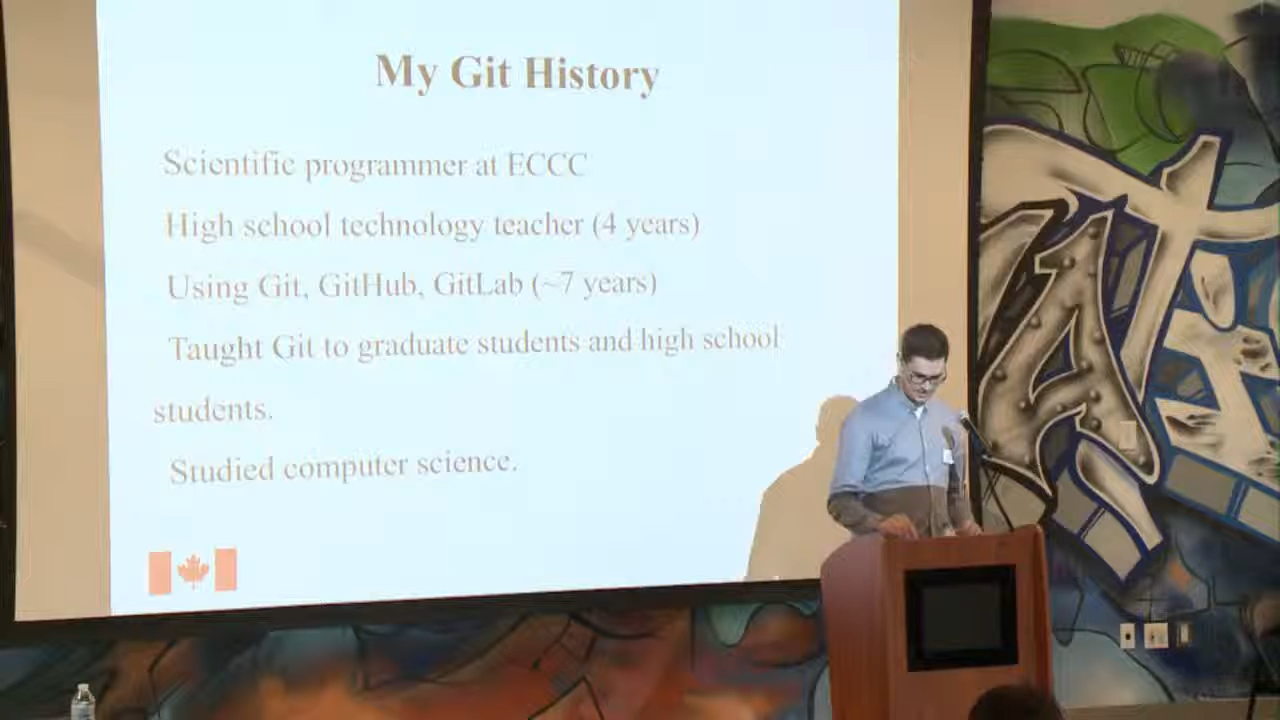 My Git History
Scientific programmer at ECCC
High school technology teacher (4 years)
Using Git, GitHub, GitLab (~7 years)
Taught Git to graduate students and high school
students.
Studied computer science.